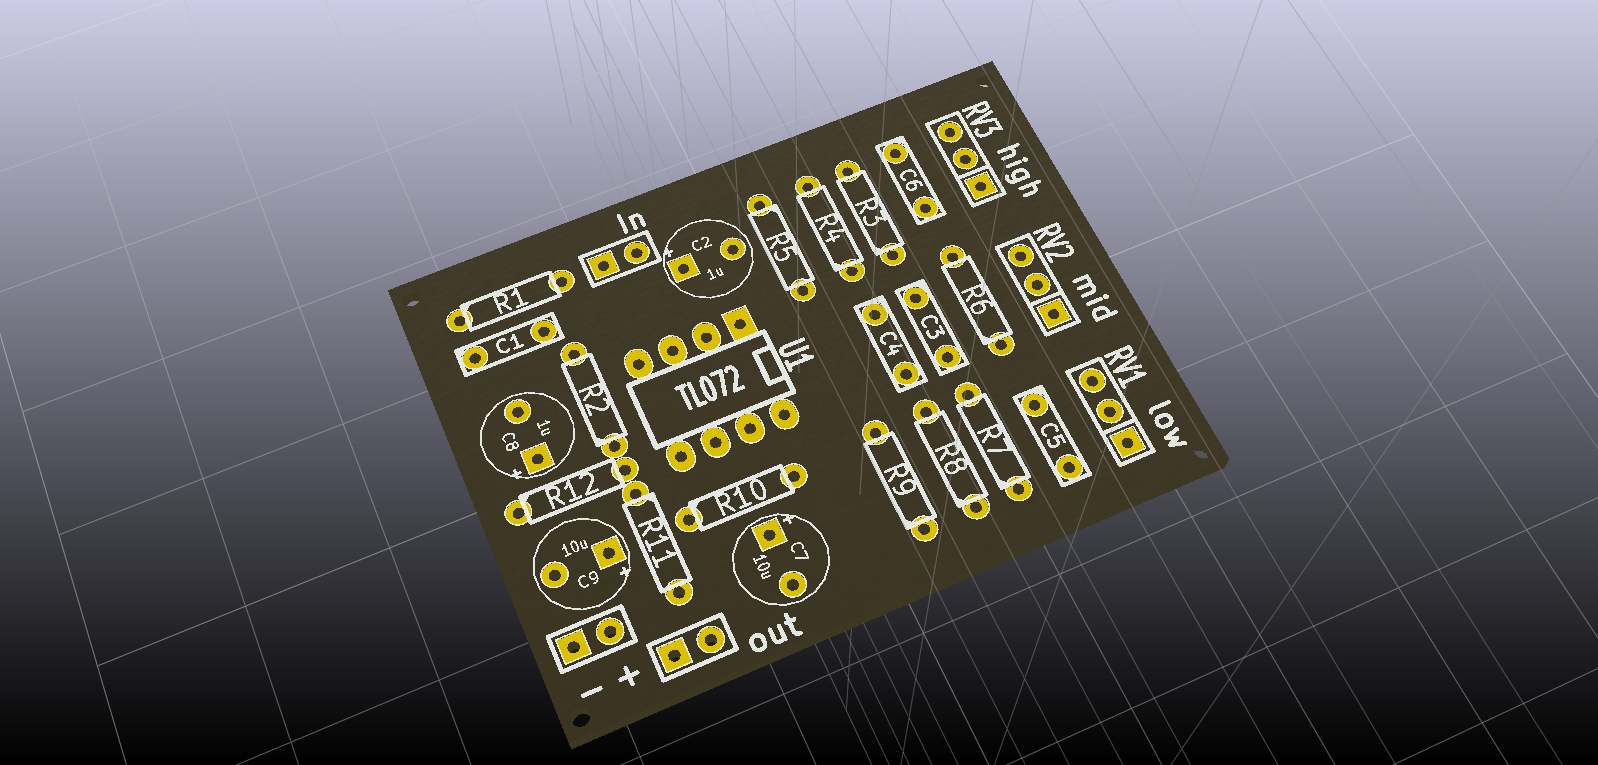 RV3 high
C6
R3
R4
R5
In
C2
1u
R1
C1
RV2 mid
R6
C3
C4
U1
TL072
R2
1u
C8
RV1 low
C5
R7
R8
R9
R12
R10
R11
10u
C9
C7
10u
out
- +